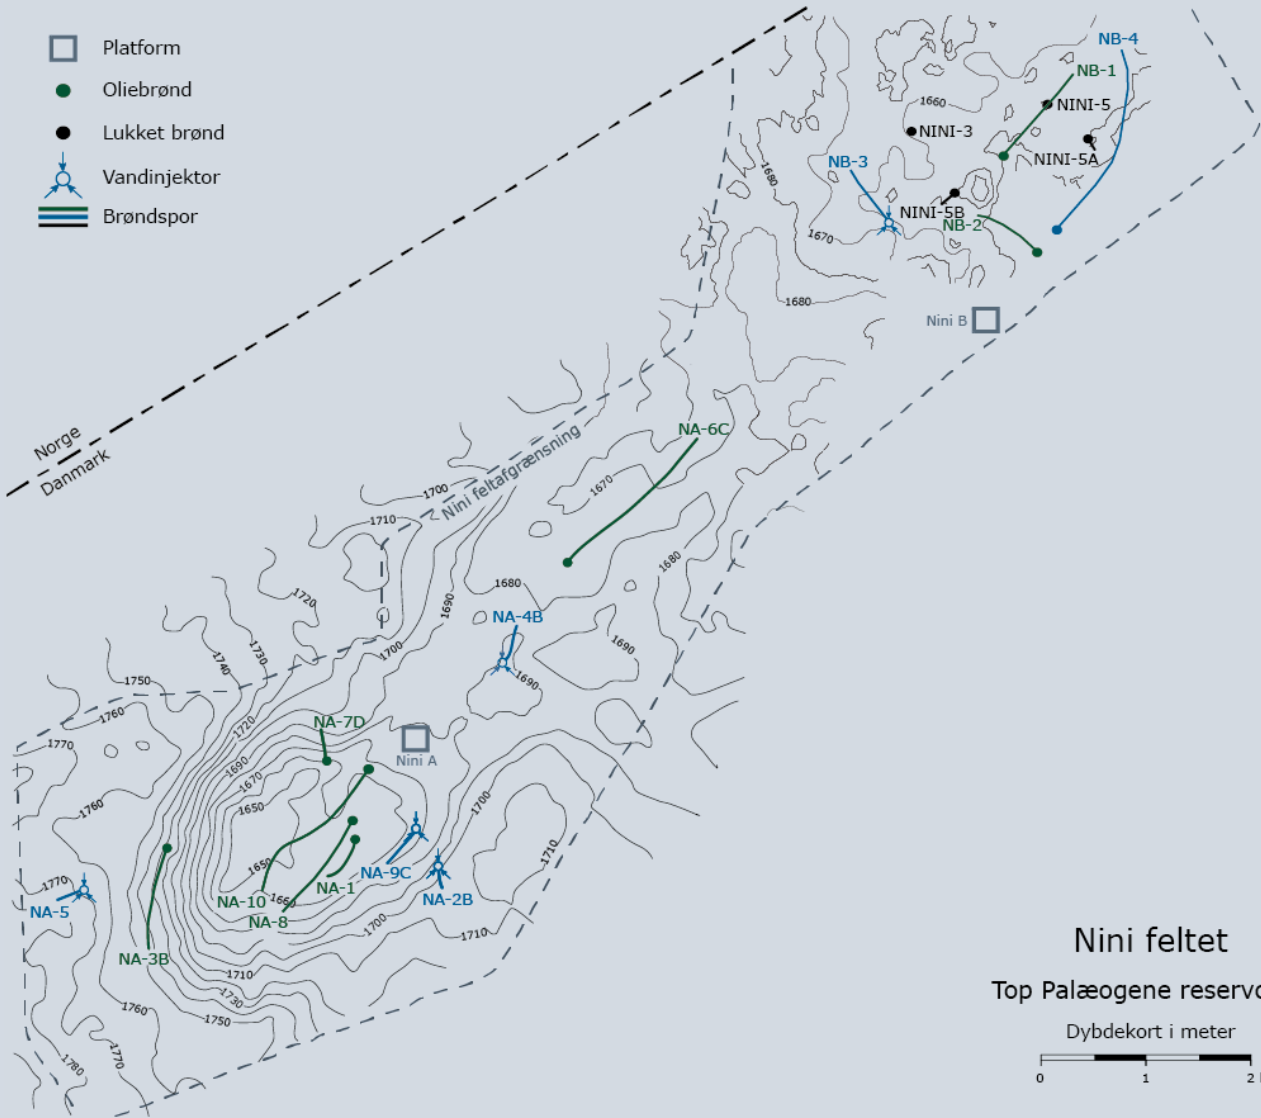 Platform
Oliebrønd
Lukket brønd
Vandinjektor
Brøndspor
NB-4
NB-1
NINI-5
1660
NINI-3
NINI-5A
NB-3
1680
NINI-5B
NB-2
1670
1680
Nini B
Norge
Danmark
NA-6C
Nini feltafgrænsning
1670
1700
1710
1680
1680
1690
1720
NA-4B
1690
1700
1730
1740
1690
1750
1760
1720
NA-7D
1770
Nini A
1690
1670
1650
1700
1760
1710
1650
NA-9C
1770
NA-1
NA-5
NA-10
1660
NA-2B
NA-8
1700
1710
NA-3B
1710
1730
1760
1750
1770
1780
Nini feltet
Top Palæogene reservo
Dybdekort i meter
0 1 2